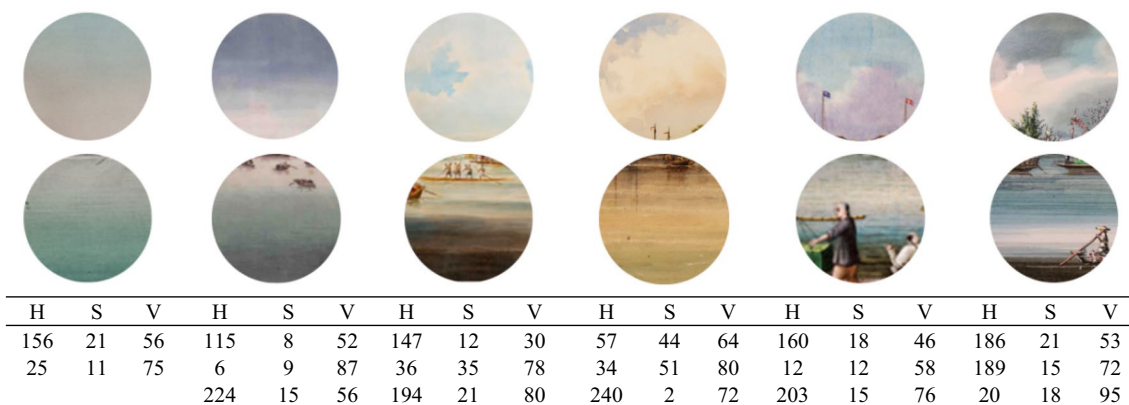 H S V H S V H S V H S V H S V H S V
156 21 56 115 8 52 147 12 30 57 44 64 160 18 46 186 21 53
25 11 75 6 9 87 36 35 78 34 51 80 12 12 58 189 15 72
224 15 56 194 21 80 240 2 72 203 15 76 20 18 95